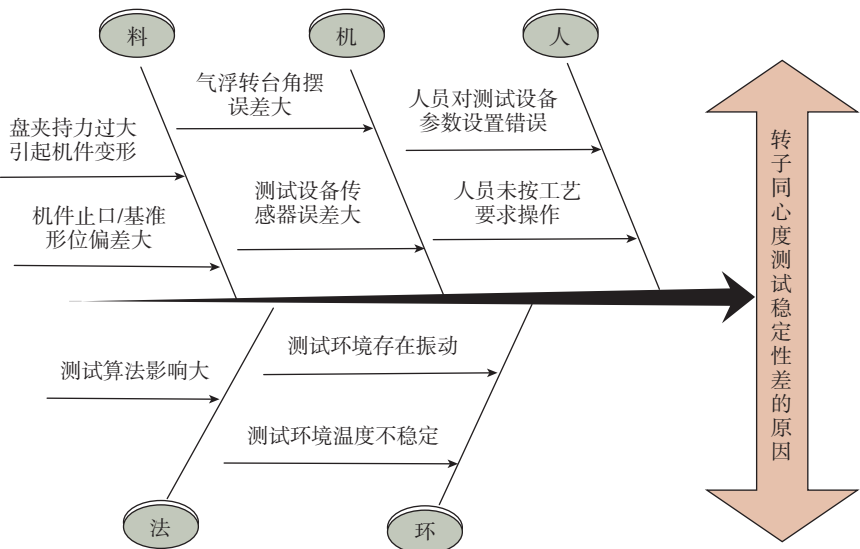 料
机
人
气浮转台角摆
误差大
人员对测试设备
参数设置错误
盘夹持力过大
引起机件变形
测试设备传
感器误差大
人员未按工艺
要求操作
机件止口/基准
形位偏差大
转子同心度测试稳定性差的原因
测试环境存在振动
测试算法影响大
测试环境温度不稳定
法
环